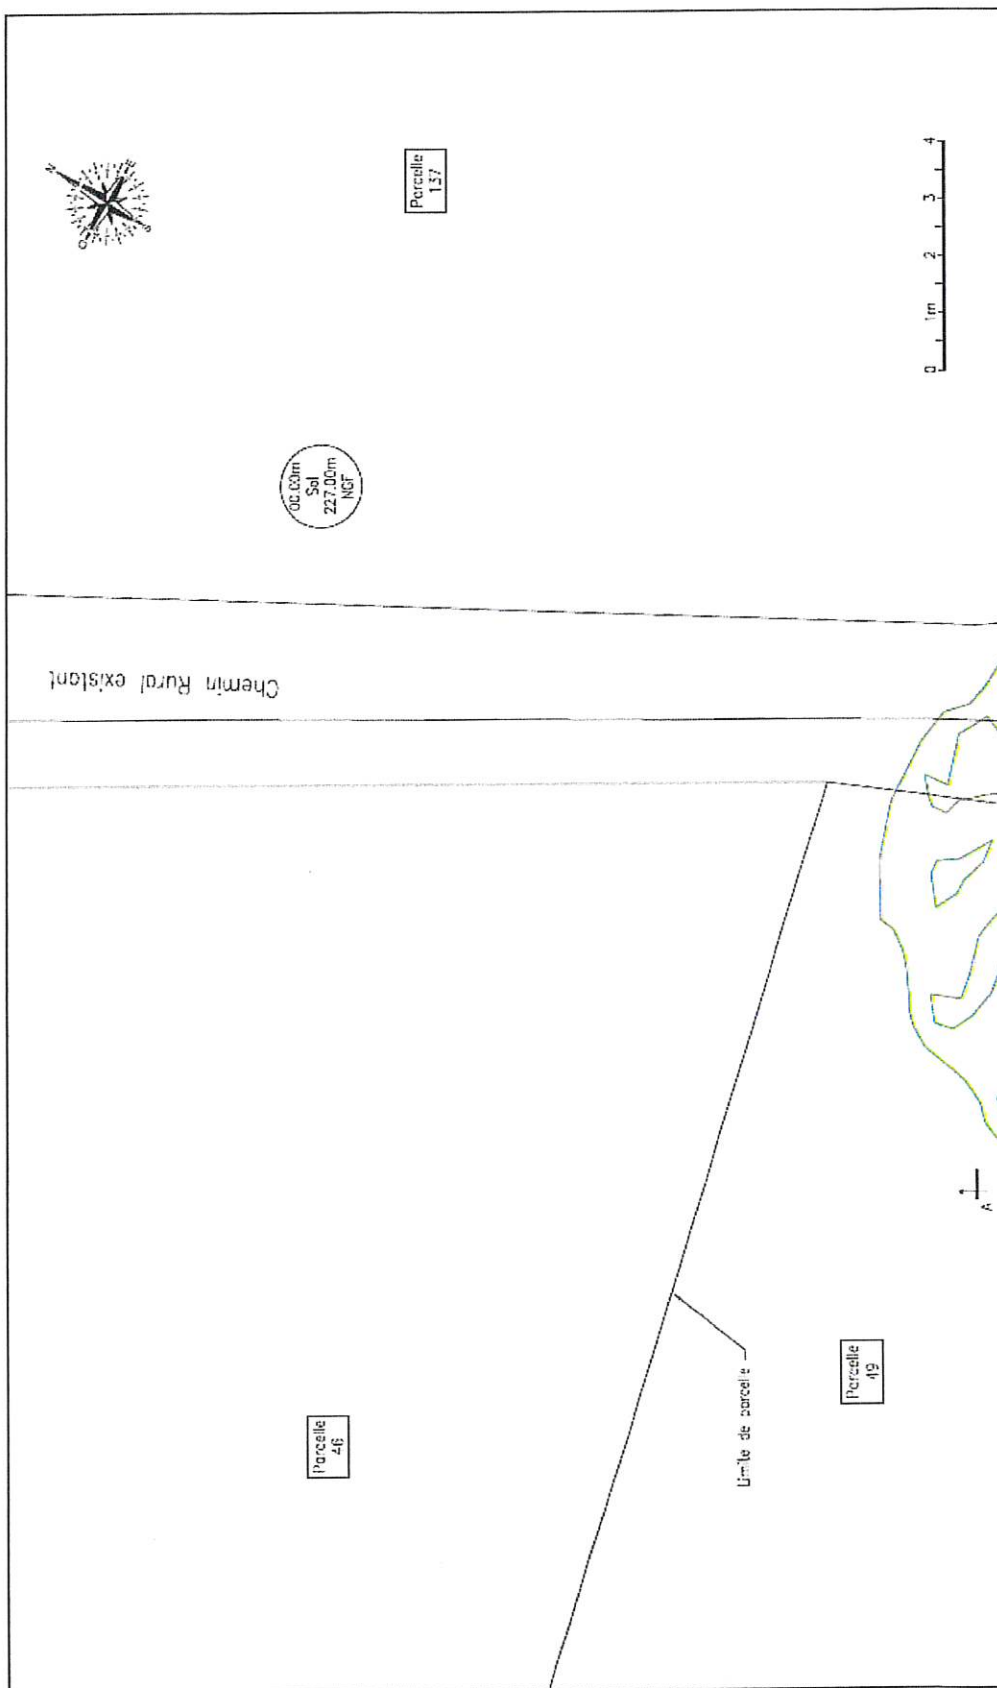 N
E
S
O
Parcelle
137
0 1m 2 3 4
00.00m
Sol
227.00m
NGF
Chemin Rural existant
Limite de parcelle
Parcelle
46
Parcelle
49
A